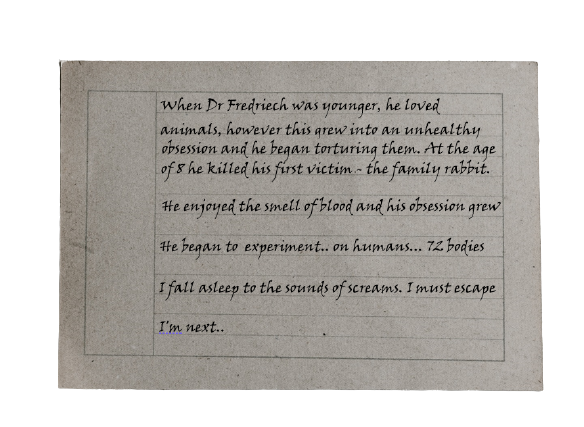 When Dr Fredriech was younger, he loved
animals, however this grew into an unhealthy
obsession and he began torturing them. At the age
of 8 he killed his first victim - the family rabbit.
He enjoyed the smell of blood and his obsession grew
He began to experiment.. on humans... 72 bodies
I fall asleep to the sounds of screams. I must escape
I'm next..